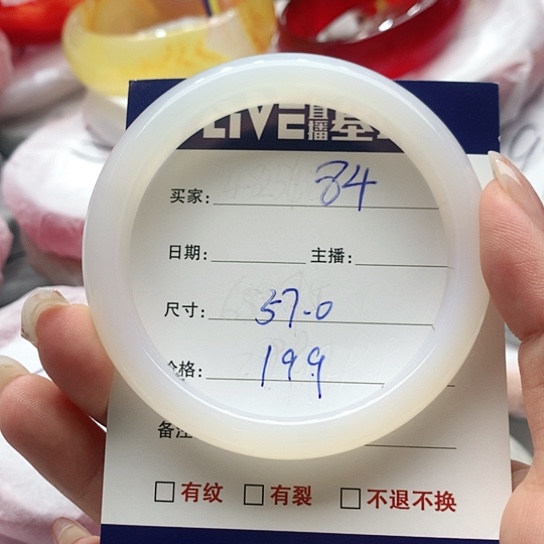 LIVE直播基
买家: 84
日期: 主播:
尺寸: 57.0
价格: 199
备注
□有纹 □有裂 □不退不换